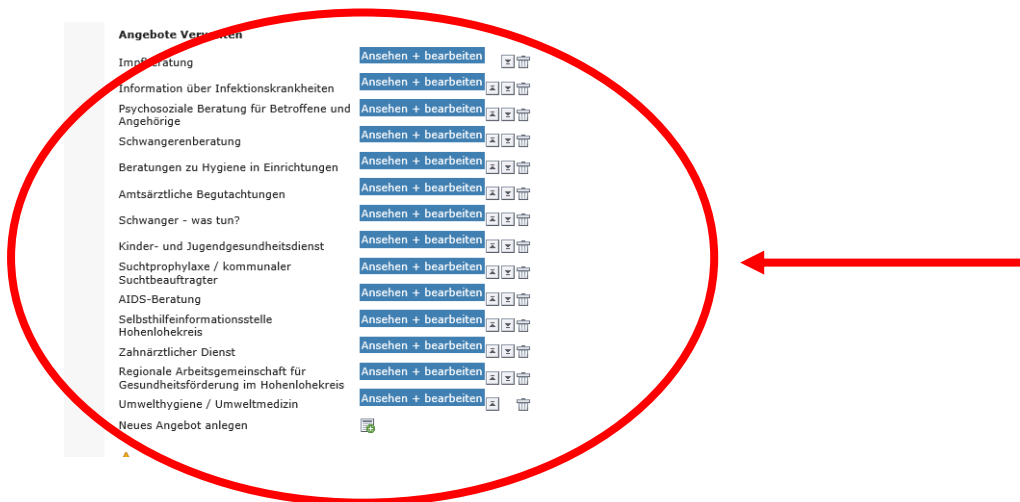 Angebote Verwalten
Impfberatung Ansehen + bearbeiten
Information über Infektionskrankheiten Ansehen + bearbeiten
Psychosoziale Beratung für Betroffene und Ansehen + bearbeiten
Angehörige
Schwangerenberatung Ansehen + bearbeiten
Beratungen zu Hygiene in Einrichtungen Ansehen + bearbeiten
Amtsärztliche Begutachtungen Ansehen + bearbeiten
Schwanger - was tun? Ansehen + bearbeiten
Kinder- und Jugendgesundheitsdienst Ansehen + bearbeiten
Suchtprophylaxe / kommunaler Ansehen + bearbeiten
Suchtbeauftragter
AIDS-Beratung Ansehen + bearbeiten
Selbsthilfeinformationsstelle Ansehen + bearbeiten
Hohenlohekreis
Zahnärztlicher Dienst Ansehen + bearbeiten
Regionale Arbeitsgemeinschaft für Ansehen + bearbeiten
Gesundheitsförderung im Hohenlohekreis
Umwelthygiene / Umweltmedizin Ansehen + bearbeiten
Neues Angebot anlegen